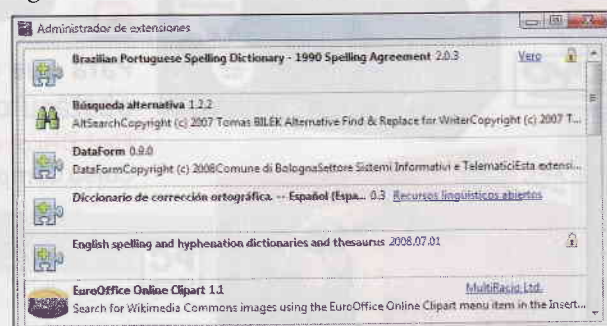 Administrador de extensiones
Brazilian Portuguese Spelling Dictionary - 1990 Spelling Agreement 2.0.3 Vero
Búsqueda alternativa 1.2.2
AltSearchCopyright (c) 2007 Tomas BILEK Alternative Find & Replace for WriterCopyright (c) 2007 T...
DataForm 0.9.0
DataFormCopyright (c) 2008Comune di BolognaSettore Sistemi Informativi e TelematiciEsta extensi...
Diccionario de corrección ortográfica. -- Español (Espa... 0.3 Recursos lingüísticos abiertos
English spelling and hyphenation dictionaries and thesaurus 2008.07.01
EuroOffice Online Clipart 1.1 MultiRacio Ltd.
Search for Wikimedia Commons images using the EuroOffice Online Clipart menu item in the Insert...